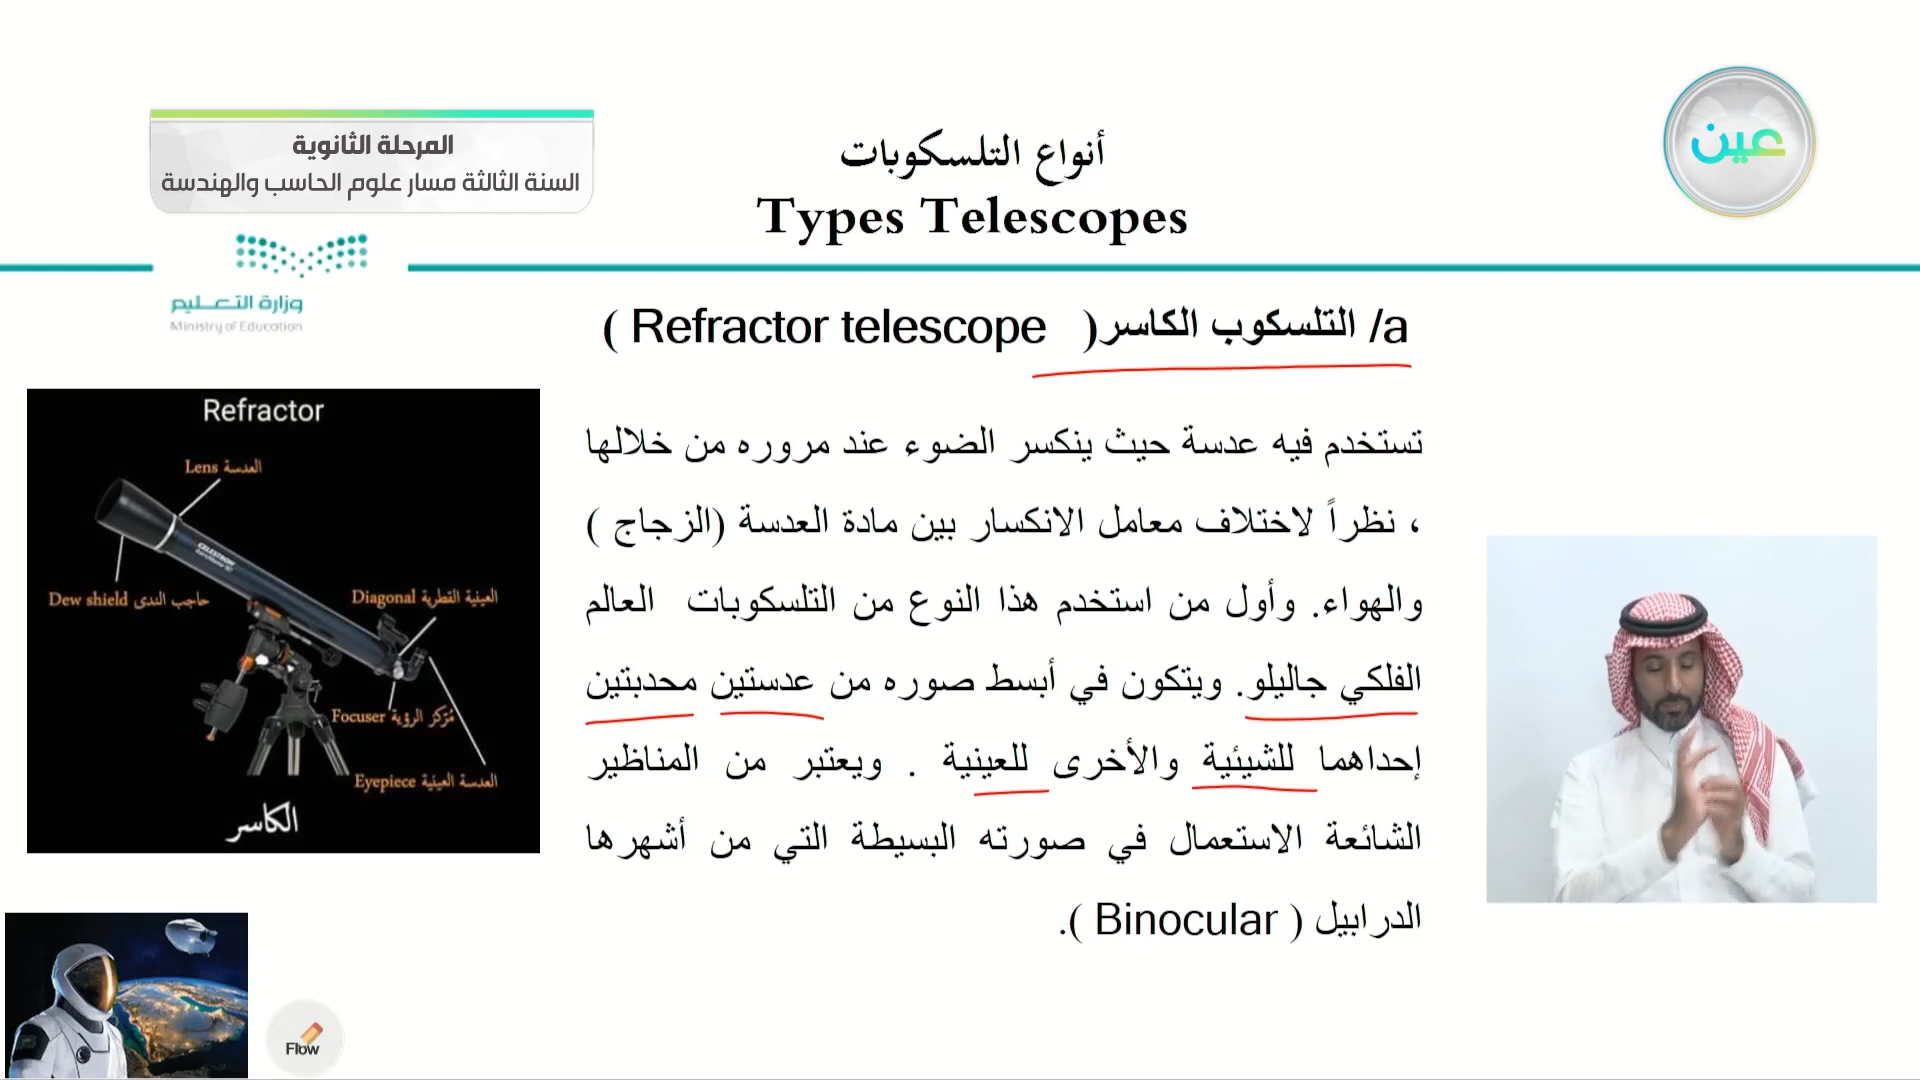 المرحلة الثانوية
السنة الثالثة مسار علوم الحاسب والهندسة
عين
أنواع التلسكوبات
Types Telescopes
وزارة التعليم
Ministry of Education
a/ التلسكوب الكاسر( Refractor telescope )
تستخدم فيه عدسة حيث ينكسر الضوء عند مروره من خلالها
، نظراً لاختلاف معامل الانكسار بين مادة العدسة (الزجاج )
والهواء. وأول من استخدم هذا النوع من التلسكوبات العالم
الفلكي جاليلو. ويتكون في أبسط صوره من عدستين محدبتين
إحداهما للشيئية والأخرى للعينية . ويعتبر من المناظير
الشائعة الاستعمال في صورته البسيطة التي من أشهرها
الدرابيل ( Binocular ).
Refractor
Lens العدسة
CELESTRON
Dew shield حاجب الندى
Diagonal العينية القطرية
Focuser مُركز الرؤية
Eyepiece العدسة العينية
الكاسر
Flow